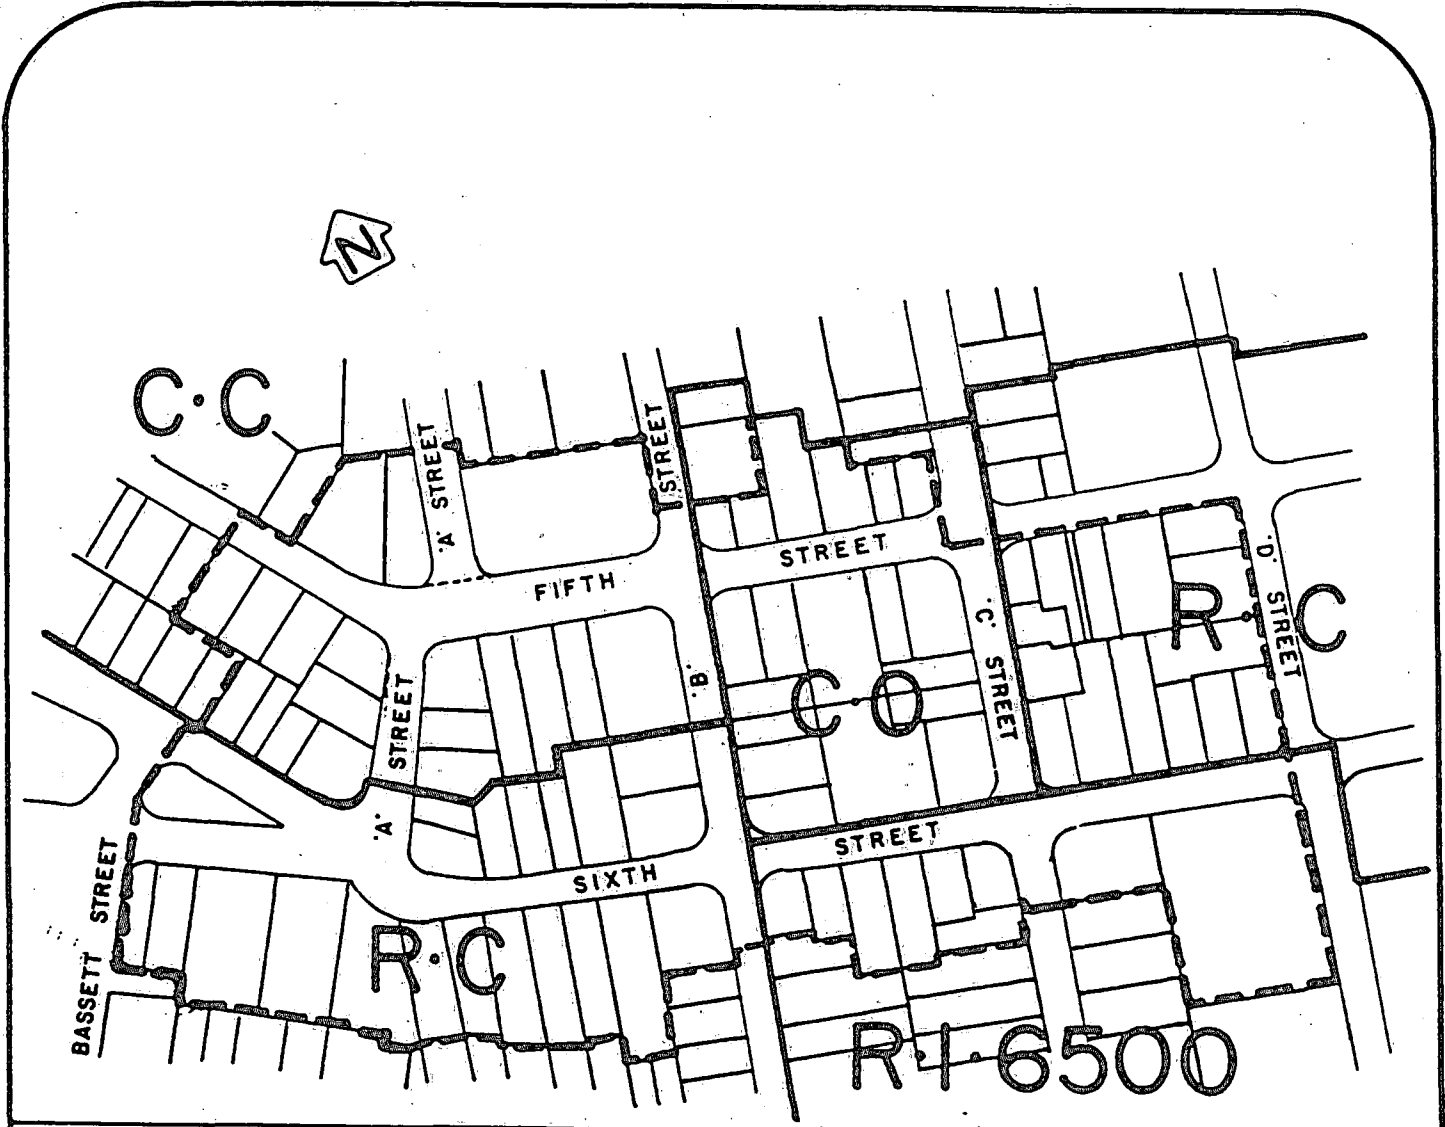 N
C·C
"A" STREET
STREET
FIFTH STREET
"B"
"C" STREET
"D" STREET
R·C
C·O
STREET
"A"
SIXTH STREET
BASSETT STREET
R·C
R·1·6500